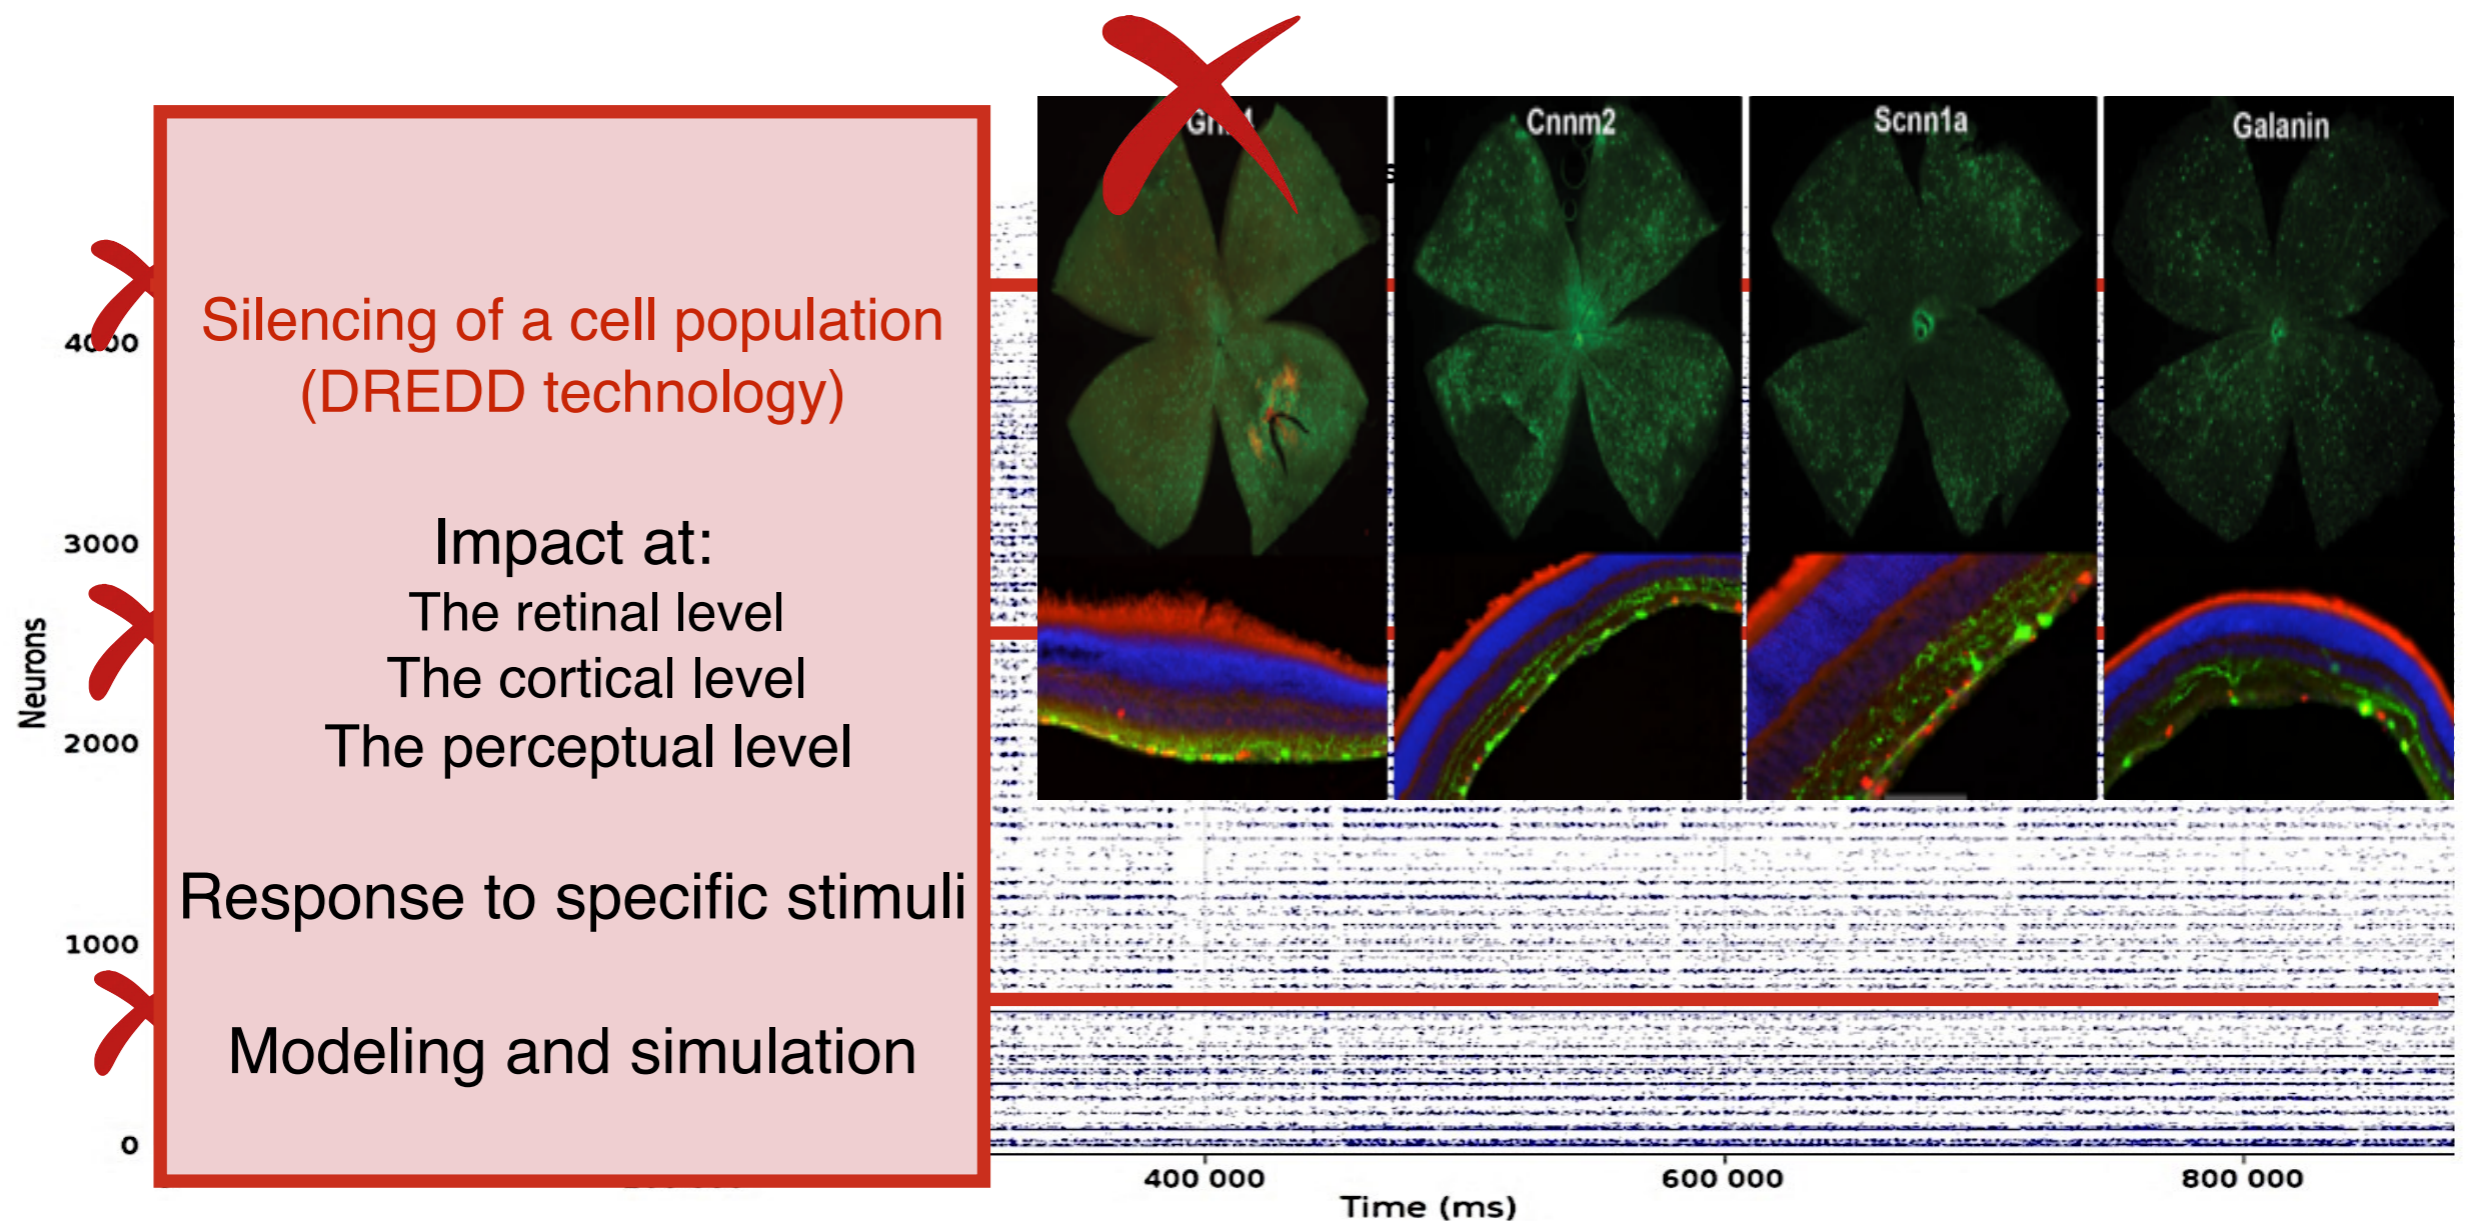 Cnnm2
Scnn1a
Galanin
Silencing of a cell population
(DREDD technology)
Impact at:
The retinal level
The cortical level
The perceptual level
Response to specific stimuli
Modeling and simulation
Neurons
4000
3000
2000
1000
0
400 000
600 000
800 000
Time (ms)